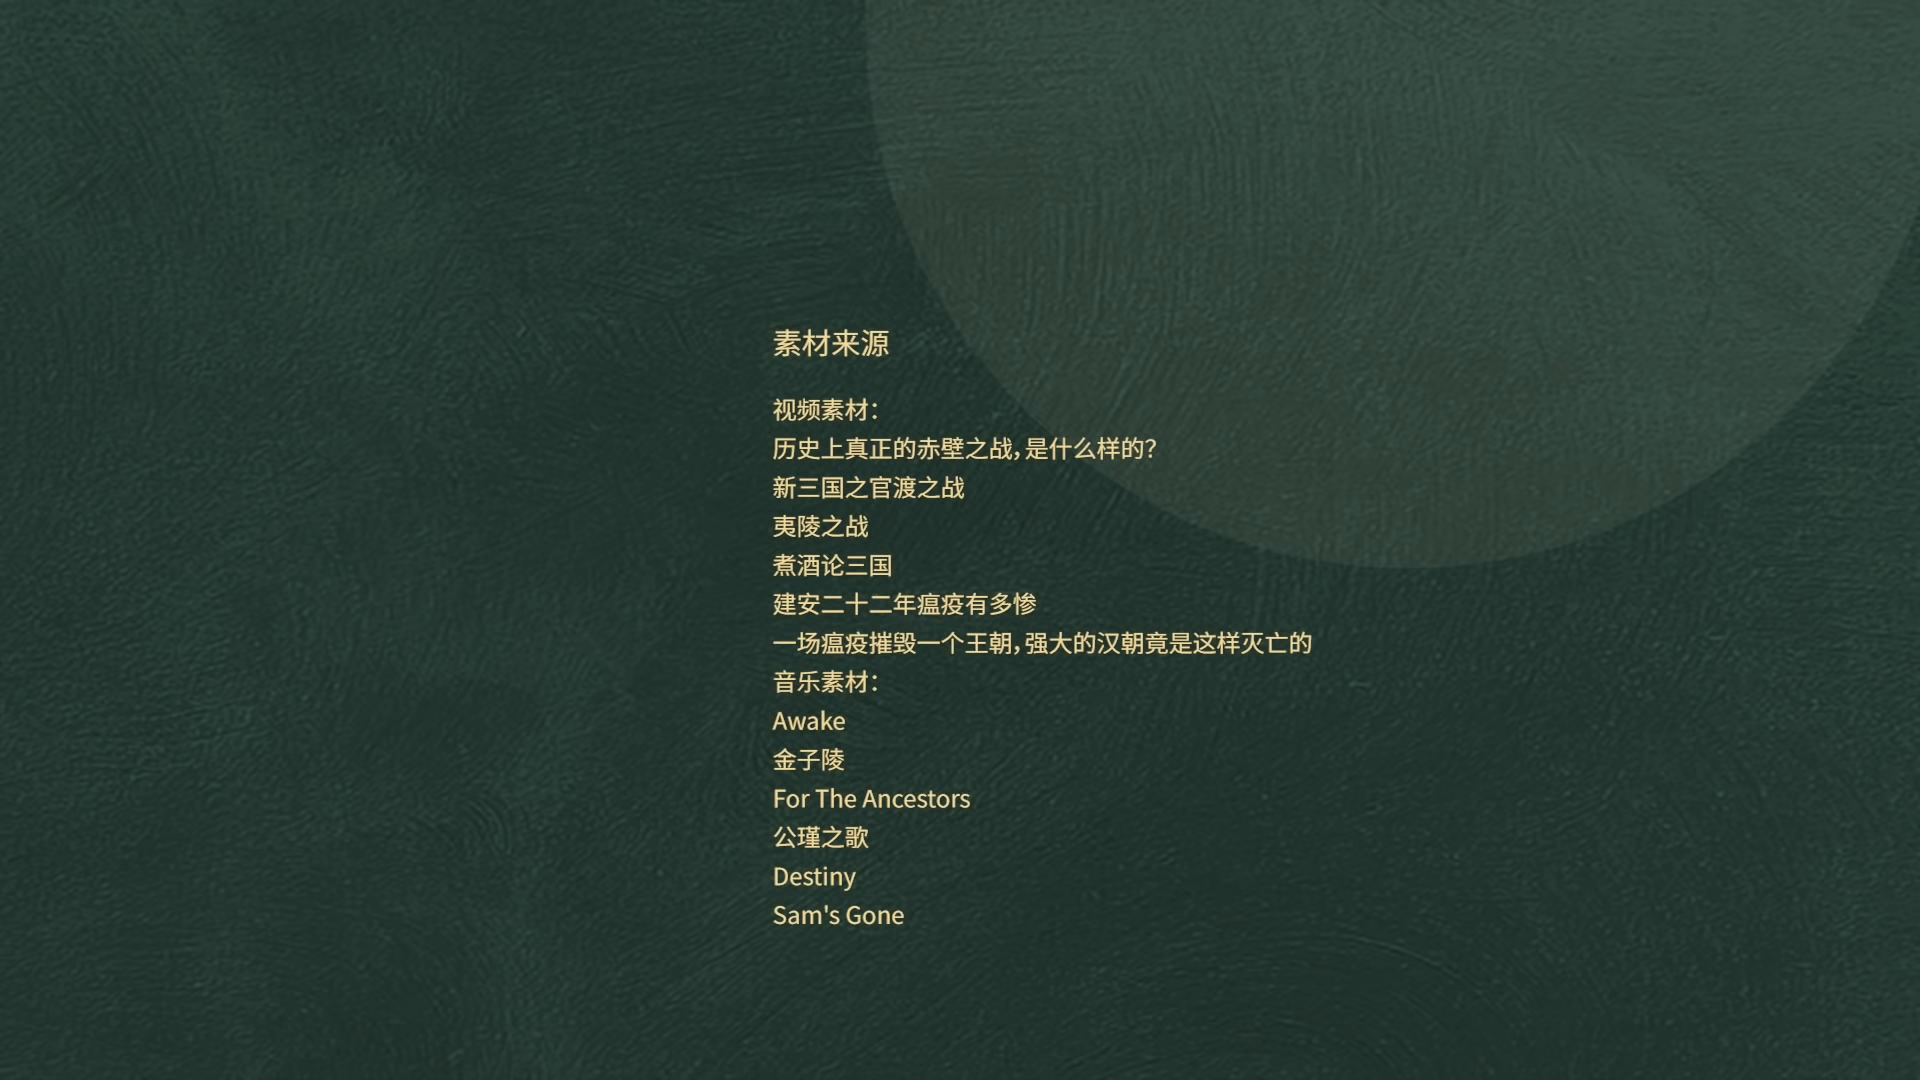 素材来源
视频素材：
历史上真正的赤壁之战，是什么样的？
新三国之官渡之战
夷陵之战
煮酒论三国
建安二十二年瘟疫有多惨
一场瘟疫摧毁一个王朝，强大的汉朝竟是这样灭亡的
音乐素材：
Awake
金子陵
For The Ancestors
公瑾之歌
Destiny
Sam's Gone